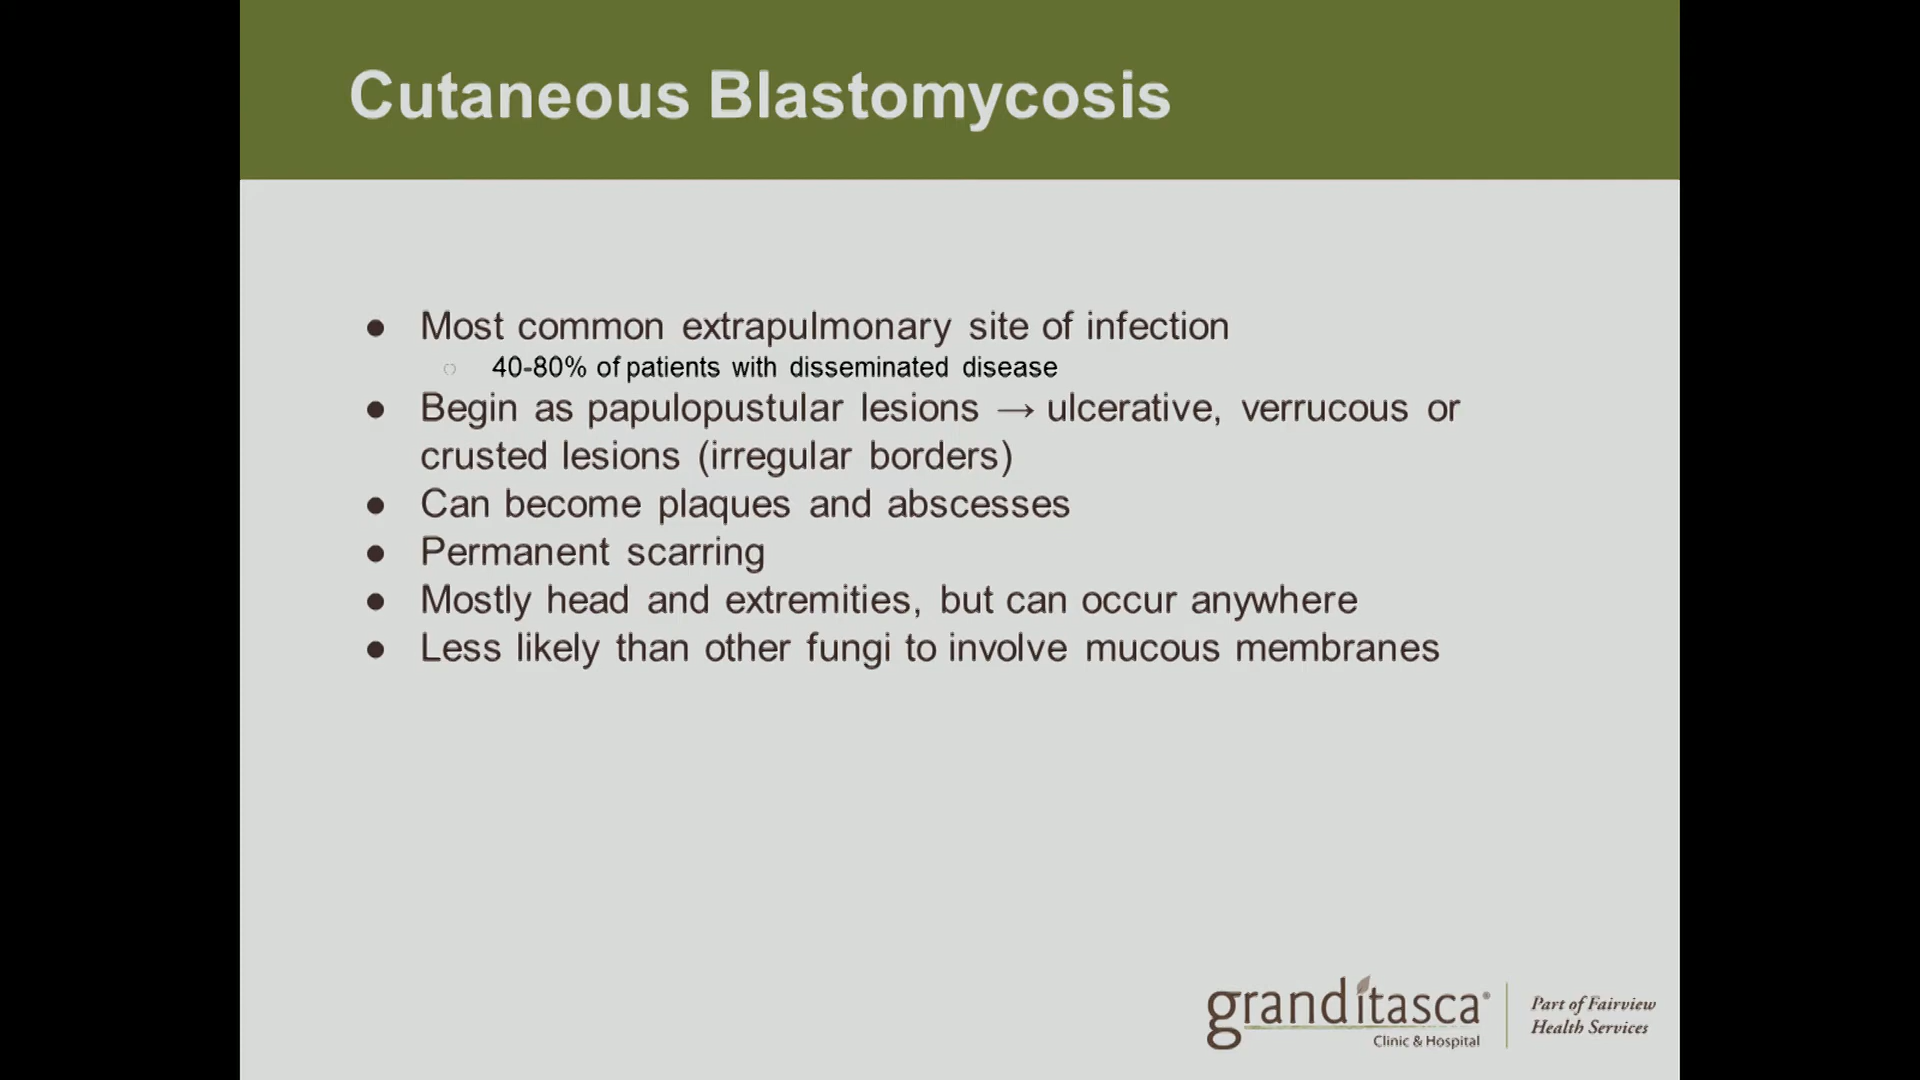 Cutaneous Blastomycosis
● Most common extrapulmonary site of infection
○ 40-80% of patients with disseminated disease
● Begin as papulopustular lesions → ulcerative, verrucous or
crusted lesions (irregular borders)
● Can become plaques and abscesses
● Permanent scarring
● Mostly head and extremities, but can occur anywhere
● Less likely than other fungi to involve mucous membranes
granditasca®
Clinic & Hospital
Part of Fairview
Health Services